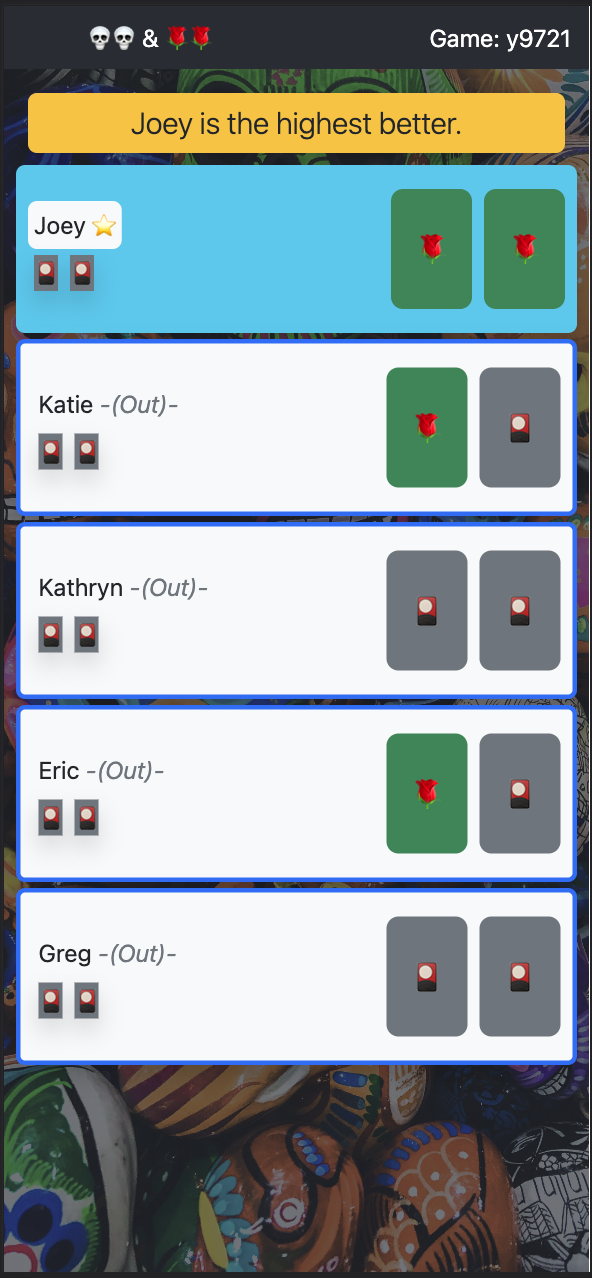 💀💀 & 🌹🌹 Game: y9721
Joey is the highest better.
Joey ⭐
Katie -(Out)-
Kathryn -(Out)-
Eric -(Out)-
Greg -(Out)-